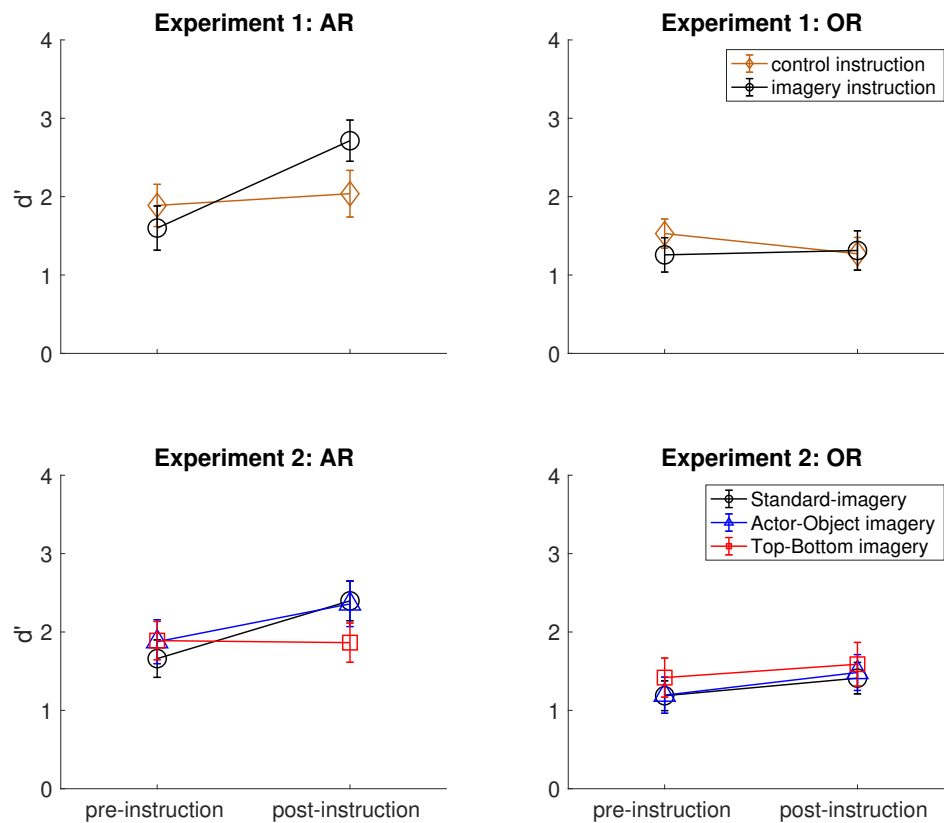 Experiment 1: AR
Experiment 1: OR
4
3
2
1
0
d'
4
3
2
1
0
control instruction
imagery instruction
Experiment 2: AR
Experiment 2: OR
4
3
2
1
0
d'
pre-instruction
post-instruction
4
3
2
1
0
Standard-imagery
Actor-Object imagery
Top-Bottom imagery
pre-instruction
post-instruction